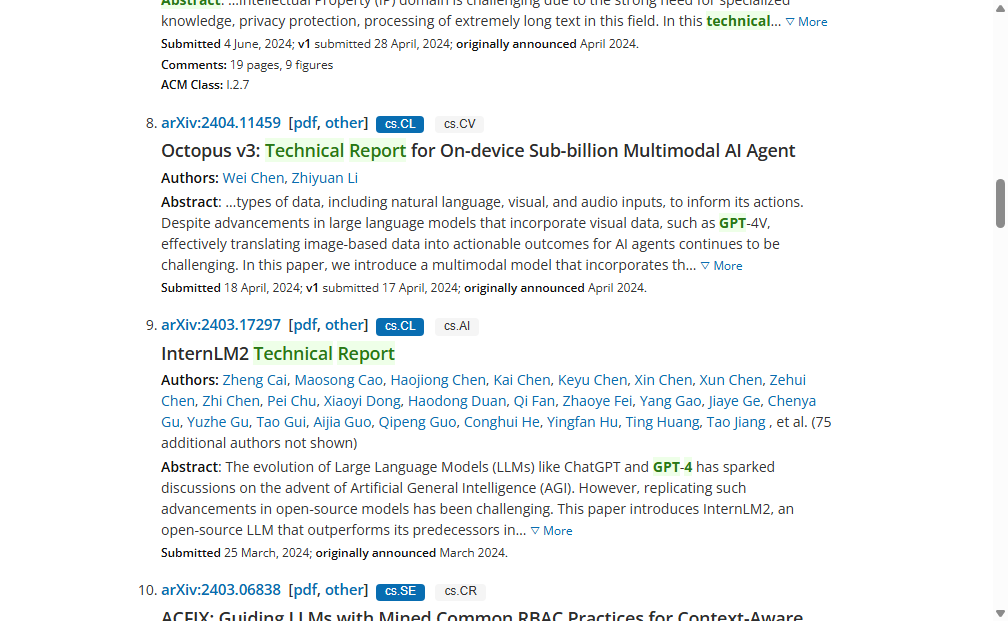 Abstract: ...Intellectual Property (IP) domain is challenging due to the strong need for specialized
knowledge, privacy protection, processing of extremely long text in this field. In this technical... ▽ More
Submitted 4 June, 2024; v1 submitted 28 April, 2024; originally announced April 2024.
Comments: 19 pages, 9 figures
ACM Class: I.2.7
8. arXiv:2404.11459 [pdf, other] cs.CL cs.CV
Octopus v3: Technical Report for On-device Sub-billion Multimodal AI Agent
Authors: Wei Chen, Zhiyuan Li
Abstract: ...types of data, including natural language, visual, and audio inputs, to inform its actions.
Despite advancements in large language models that incorporate visual data, such as GPT-4V,
effectively translating image-based data into actionable outcomes for AI agents continues to be
challenging. In this paper, we introduce a multimodal model that incorporates th... ▽ More
Submitted 18 April, 2024; v1 submitted 17 April, 2024; originally announced April 2024.
9. arXiv:2403.17297 [pdf, other] cs.CL cs.AI
InternLM2 Technical Report
Authors: Zheng Cai, Maosong Cao, Haojiong Chen, Kai Chen, Keyu Chen, Xin Chen, Xun Chen, Zehui
Chen, Zhi Chen, Pei Chu, Xiaoyi Dong, Haodong Duan, Qi Fan, Zhaoye Fei, Yang Gao, Jiaye Ge, Chenya
Gu, Yuzhe Gu, Tao Gui, Aijia Guo, Qipeng Guo, Conghui He, Yingfan Hu, Ting Huang, Tao Jiang , et al. (75
additional authors not shown)
Abstract: The evolution of Large Language Models (LLMs) like ChatGPT and GPT-4 has sparked
discussions on the advent of Artificial General Intelligence (AGI). However, replicating such
advancements in open-source models has been challenging. This paper introduces InternLM2, an
open-source LLM that outperforms its predecessors in... ▽ More
Submitted 25 March, 2024; originally announced March 2024.
10. arXiv:2403.06838 [pdf, other] cs.SE cs.CR
ACFIX: Guiding LLMs with Mined Common RBAC Practices for Context-Aware